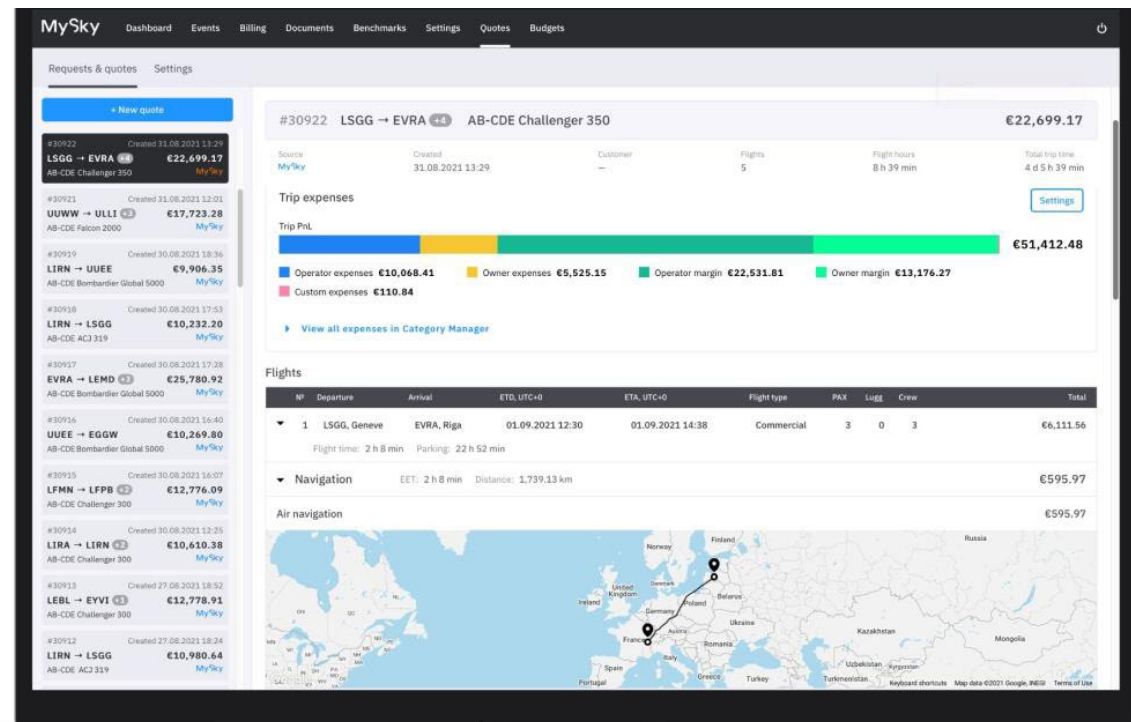 MySky Dashboard Events Billing Documents Benchmarks Settings Quotes Budgets
Requests & quotes Settings
+ New quote
#30922 Created 31.08.2021 13:29
LSGG → EVRA +4 €22,699.17
AB-CDE Challenger 350 MySky
#30921 Created 31.08.2021 12:01
UUWW → ULLI +3 €17,723.28
AB-CDE Falcon 2000 MySky
#30919 Created 30.08.2021 18:36
LIRN → UUEE €9,906.35
AB-CDE Bombardier Global 5000 MySky
#30918 Created 30.08.2021 17:53
LIRN → LSGG €10,232.20
AB-CDE ACJ 319 MySky
#30917 Created 30.08.2021 17:28
EVRA → LEMD €25,780.92
AB-CDE Bombardier Global 5000 MySky
#30916 Created 30.08.2021 16:40
UUEE → EGGW €10,269.80
AB-CDE Bombardier Global 5000 MySky
#30915 Created 30.08.2021 16:07
LFMN → LFPB €12,776.09
AB-CDE Challenger 300 MySky
#30914 Created 30.08.2021 12:25
LIRA → LIRN €10,610.38
AB-CDE Challenger 300 MySky
#30913 Created 27.08.2021 18:52
LEBL → EYVI €12,778.91
AB-CDE Challenger 300 MySky
#30912 Created 27.08.2021 18:24
LIRN → LSGG €10,980.64
AB-CDE ACJ 319 MySky
#30922 LSGG → EVRA +4 AB-CDE Challenger 350 €22,699.17
Source Created Customer Flights Flight hours Total trip time
MySky 31.08.2021 13:29 — 5 8 h 39 min 4 d 5 h 39 min
Trip expenses Settings
Trip PnL
€51,412.48
Operator expenses €10,068.41 Owner expenses €5,525.15 Operator margin €22,531.81 Owner margin €13,176.27
Custom expenses €110.84
View all expenses in Category Manager
Flights
Nº Departure Arrival ETD, UTC+0 ETA, UTC+0 Flight type PAX Lugg Crew Total
1 LSGG, Geneve EVRA, Riga 01.09.2021 12:30 01.09.2021 14:38 Commercial 3 0 3 €6,111.56
Flight time: 2 h 8 min Parking: 22 h 52 min
Navigation EET: 2 h 8 min Distance: 1,739.13 km €595.97
Air navigation €595.97
Finland
Norway
Russia
United Kingdom
Denmark
Ireland
Belarus
Poland
Germany
Ukraine
France
Austria
Kazakhstan
Romania
Mongolia
Italy
Spain
Uzbekistan
Kyrgyzstan
Portugal
Greece
Turkey
Turkmenistan
ON
QC
NL
Keyboard shortcuts Map data ©2021 Google, INEGI Terms of Use